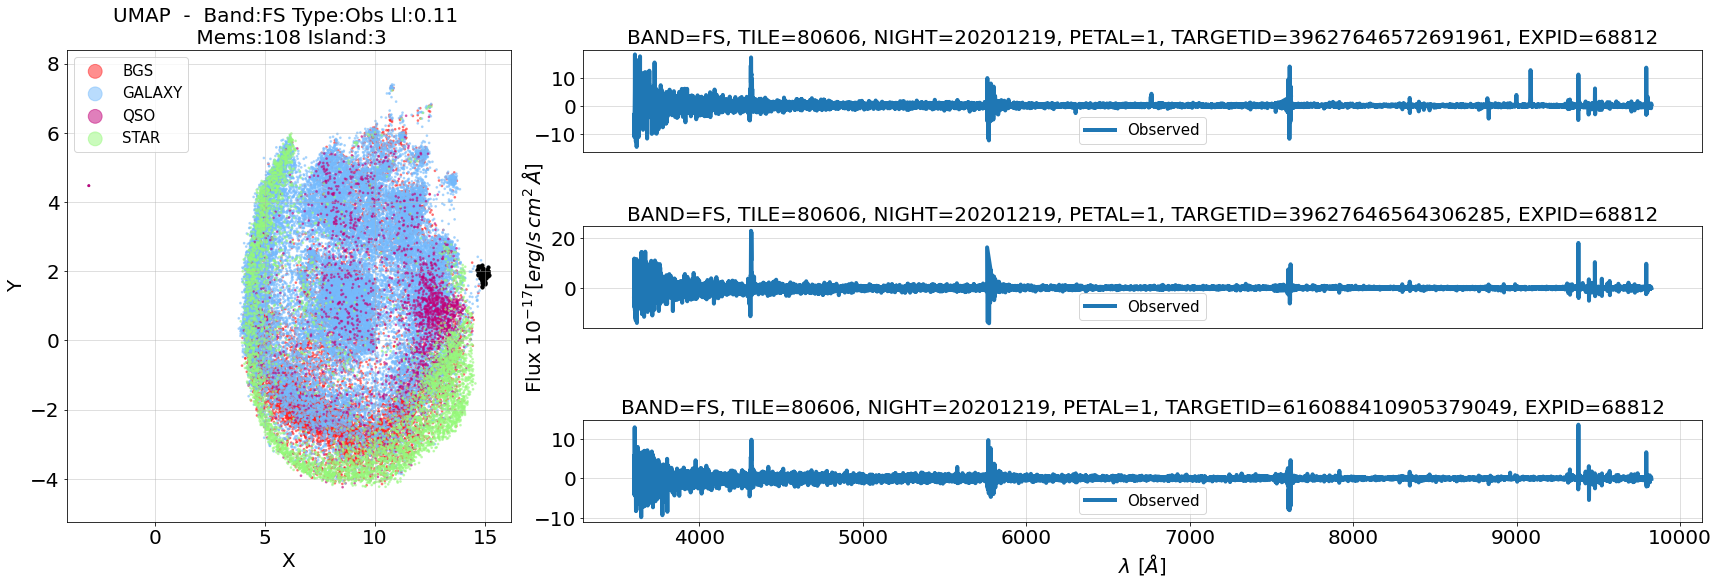 UMAP  -  Band:FS Type:Obs Ll:0.11
Mems:108 Island:3
BGS
GALAXY
QSO
STAR
8
6
4
2
0
−2
−4
Y
0
5
10
15
X
BAND=FS, TILE=80606, NIGHT=20201219, PETAL=1, TARGETID=39627646572691961, EXPID=68812
10
0
−10
Observed
BAND=FS, TILE=80606, NIGHT=20201219, PETAL=1, TARGETID=39627646564306285, EXPID=68812
20
0
Observed
Flux 10⁻¹⁷[erg/s cm² Å]
BAND=FS, TILE=80606, NIGHT=20201219, PETAL=1, TARGETID=616088410905379049, EXPID=68812
10
0
−10
Observed
4000
5000
6000
7000
8000
9000
10000
λ [Å]